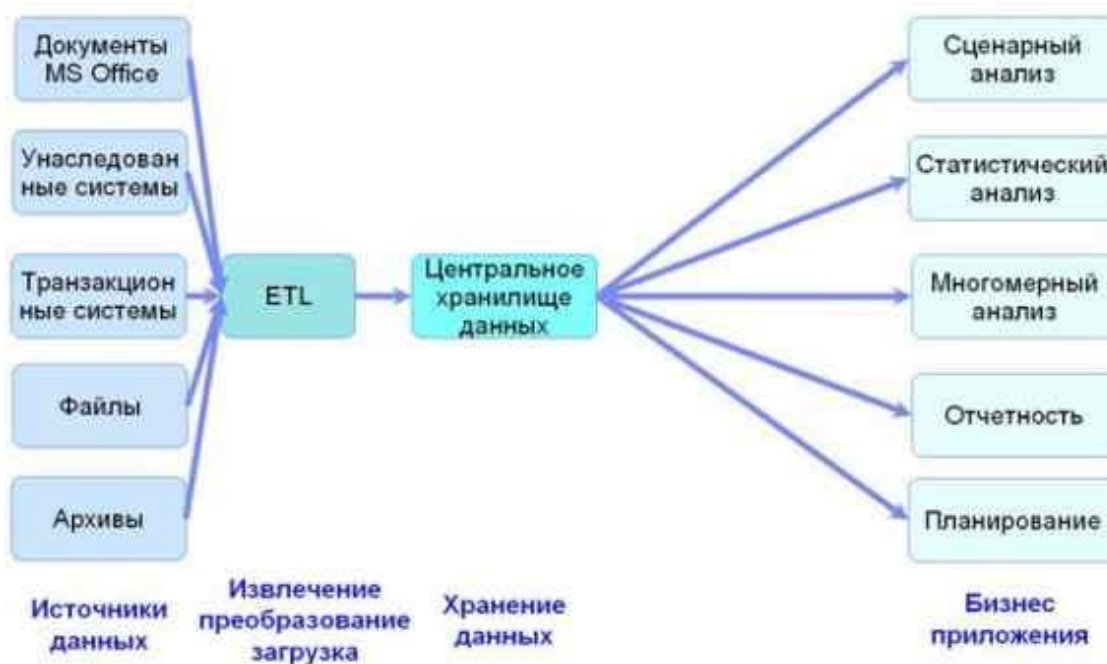 Документы
MS Office
Унаследован
ные системы
Транзакцион
ные системы
Файлы
Архивы
ETL
Центральное
хранилище
данных
Сценарный
анализ
Статистический
анализ
Многомерный
анализ
Отчетность
Планирование
Источники
данных
Извлечение
преобразование
загрузка
Хранение
данных
Бизнес
приложения